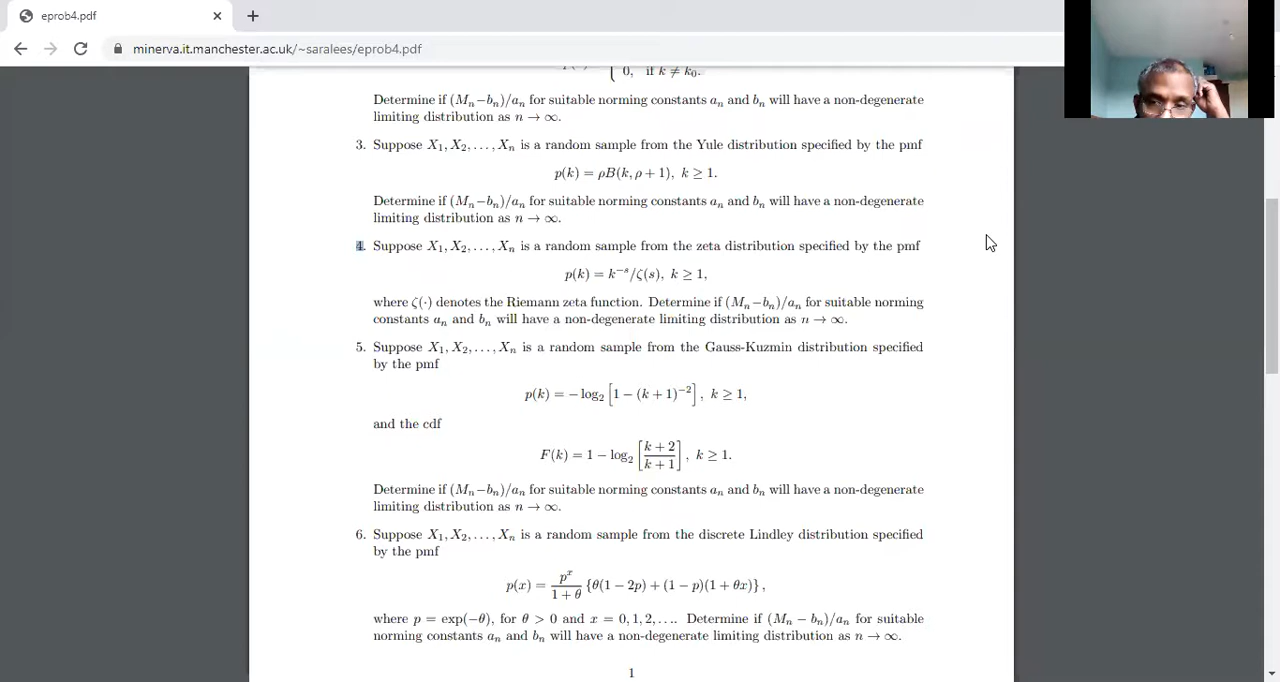 eprob4.pdf
minerva.it.manchester.ac.uk/~saralees/eprob4.pdf
0, if k ≠ k₀.
Determine if (Mₙ−bₙ)/aₙ for suitable norming constants aₙ and bₙ will have a non-degenerate
limiting distribution as n → ∞.
3. Suppose X₁, X₂, . . . , Xₙ is a random sample from the Yule distribution specified by the pmf
p(k) = ρB(k, ρ + 1), k ≥ 1.
Determine if (Mₙ−bₙ)/aₙ for suitable norming constants aₙ and bₙ will have a non-degenerate
limiting distribution as n → ∞.
4. Suppose X₁, X₂, . . . , Xₙ is a random sample from the zeta distribution specified by the pmf
p(k) = k⁻ˢ/ζ(s), k ≥ 1,
where ζ(·) denotes the Riemann zeta function. Determine if (Mₙ−bₙ)/aₙ for suitable norming
constants aₙ and bₙ will have a non-degenerate limiting distribution as n → ∞.
5. Suppose X₁, X₂, . . . , Xₙ is a random sample from the Gauss-Kuzmin distribution specified
by the pmf
p(k) = − log₂ [1 − (k + 1)⁻²], k ≥ 1,
and the cdf
F(k) = 1 − log₂ [(k + 2)/(k + 1)], k ≥ 1.
Determine if (Mₙ−bₙ)/aₙ for suitable norming constants aₙ and bₙ will have a non-degenerate
limiting distribution as n → ∞.
6. Suppose X₁, X₂, . . . , Xₙ is a random sample from the discrete Lindley distribution specified
by the pmf
p(x) = pˣ/(1 + θ) {θ(1 − 2p) + (1 − p)(1 + θx)},
where p = exp(−θ), for θ > 0 and x = 0, 1, 2, . . .. Determine if (Mₙ − bₙ)/aₙ for suitable
norming constants aₙ and bₙ will have a non-degenerate limiting distribution as n → ∞.
1